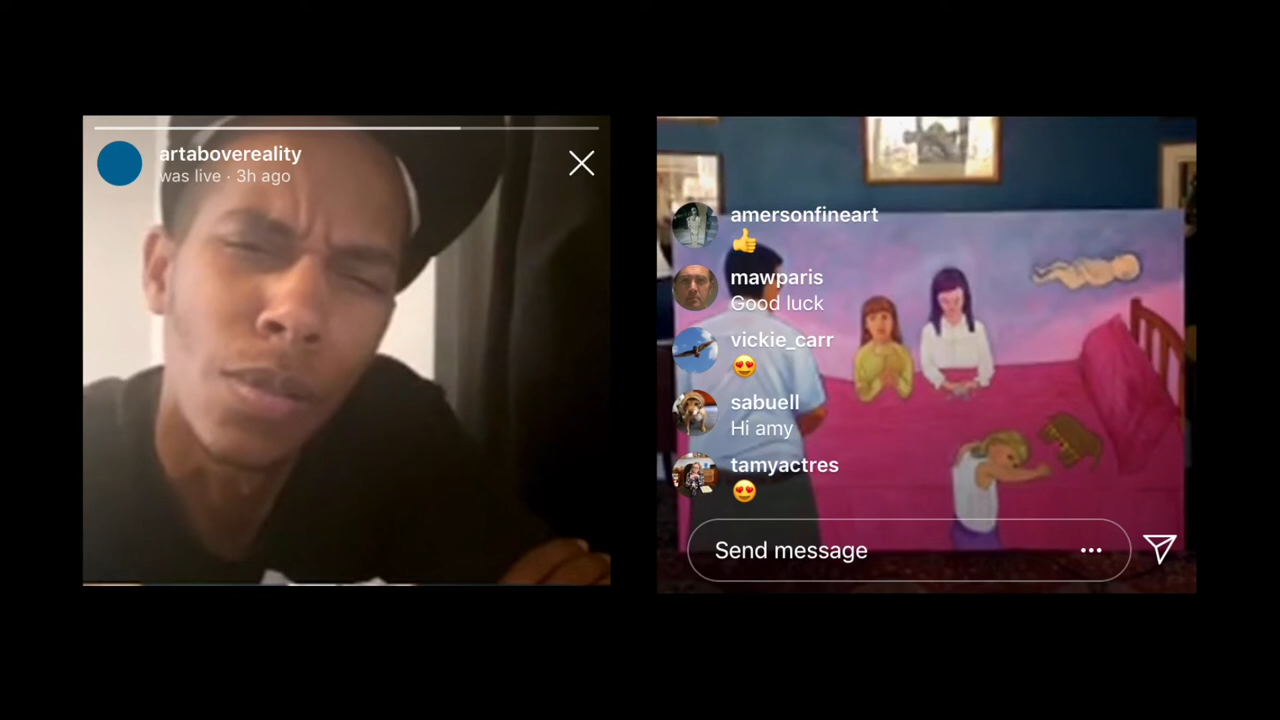 artabovereality
was live · 3h ago
amersonfineart
👍
mawparis
Good luck
vickie_carr
😍
sabuell
Hi amy
tamyactres
😍
Send message